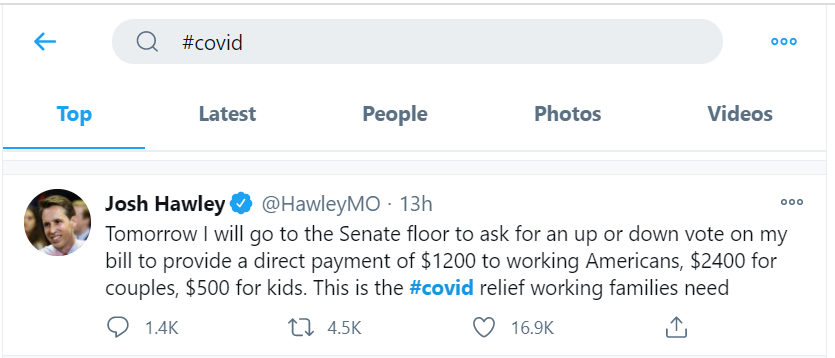 #covid
Top Latest People Photos Videos
Josh Hawley @HawleyMO · 13h
Tomorrow I will go to the Senate floor to ask for an up or down vote on my
bill to provide a direct payment of $1200 to working Americans, $2400 for
couples, $500 for kids. This is the #covid relief working families need
1.4K 4.5K 16.9K